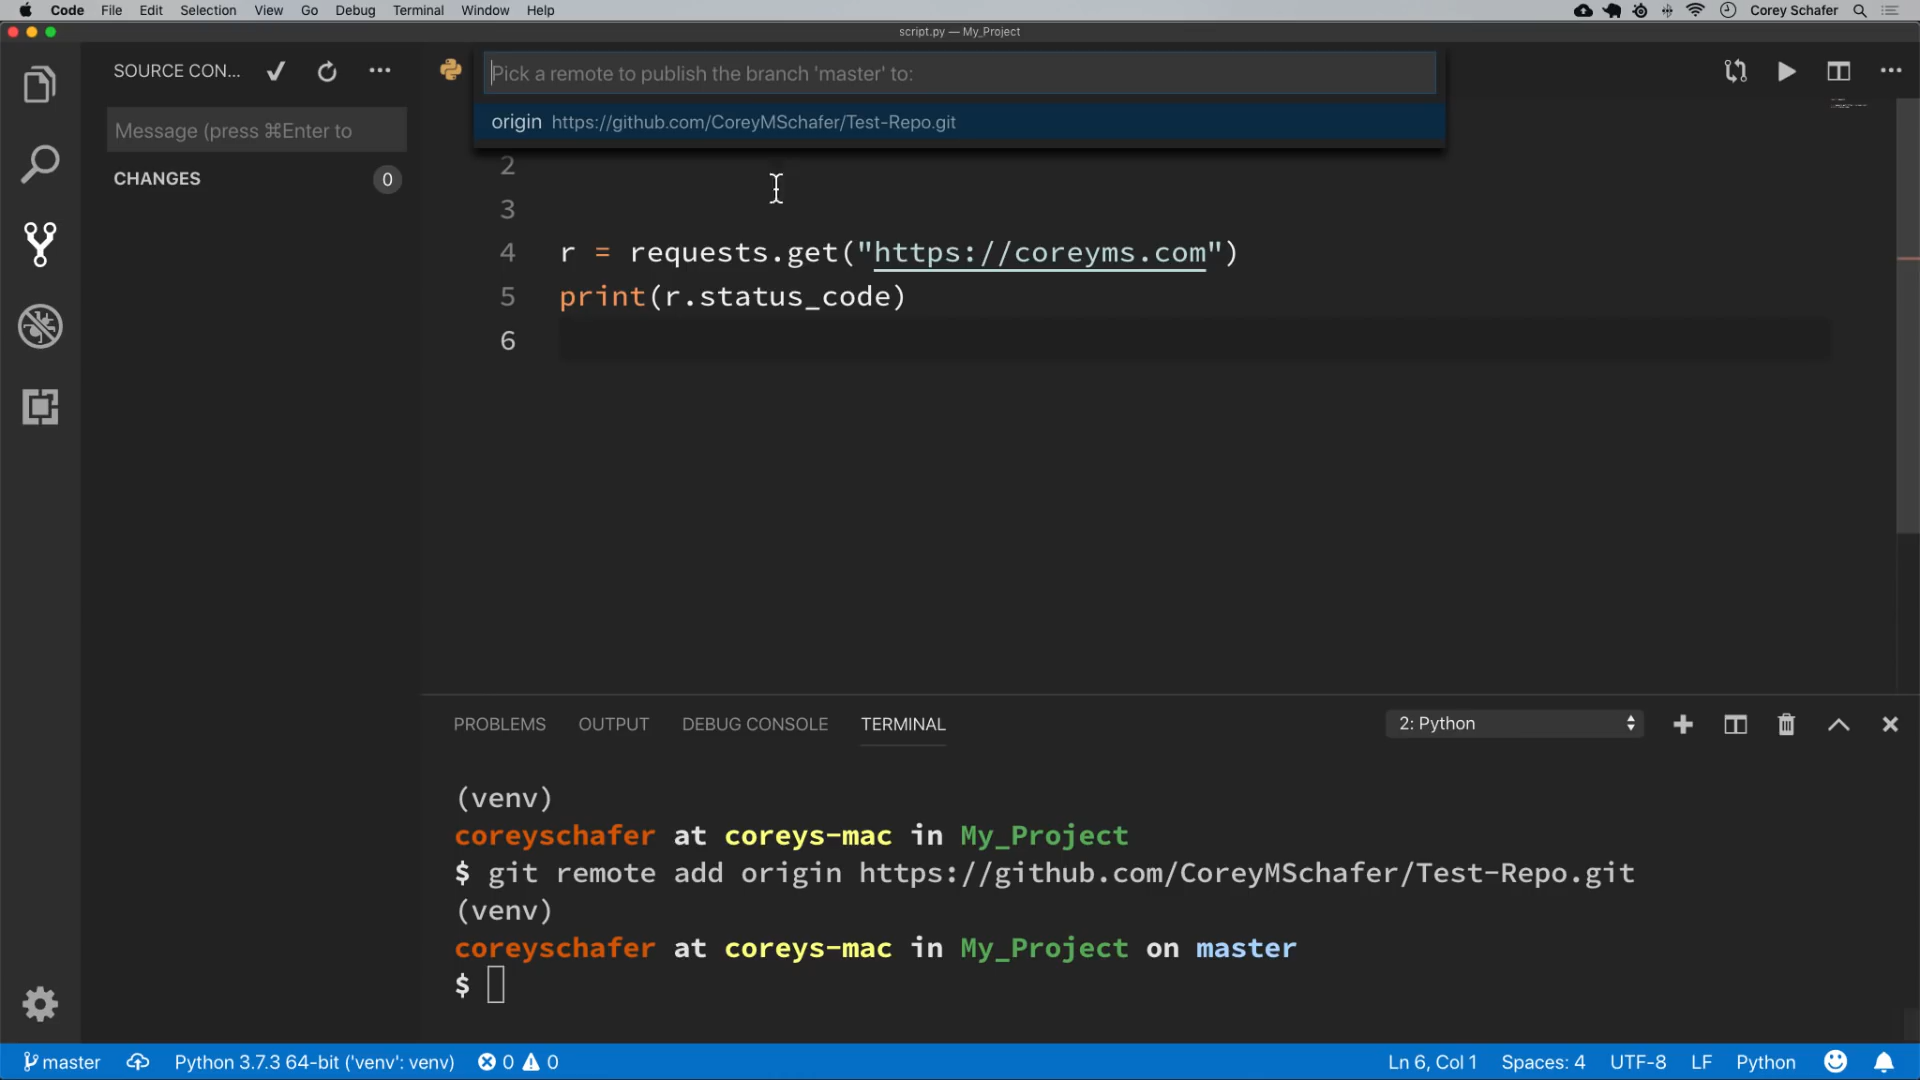 Code File Edit Selection View Go Debug Terminal Window Help Corey Schafer
script.py — My_Project
SOURCE CON...
Pick a remote to publish the branch 'master' to:
origin https://github.com/CoreyMSchafer/Test-Repo.git
Message (press ⌘Enter to
CHANGES 0
2
3
4 r = requests.get("https://coreyms.com")
5 print(r.status_code)
6
PROBLEMS OUTPUT DEBUG CONSOLE TERMINAL 2: Python
(venv)
coreyschafer at coreys-mac in My_Project
$ git remote add origin https://github.com/CoreyMSchafer/Test-Repo.git
(venv)
coreyschafer at coreys-mac in My_Project on master
$
master Python 3.7.3 64-bit ('venv': venv) 0 0 Ln 6, Col 1 Spaces: 4 UTF-8 LF Python